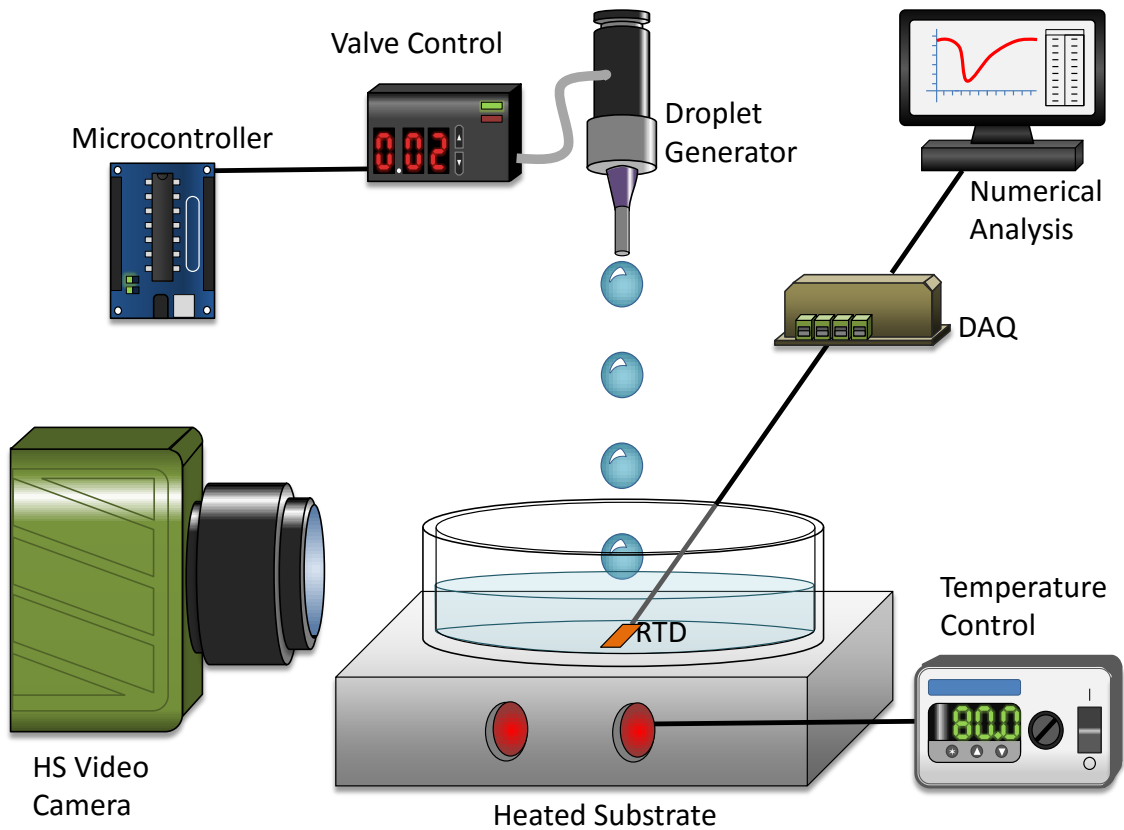 Valve Control
Microcontroller
0.02
Droplet
Generator
Numerical
Analysis
DAQ
RTD
Temperature
Control
80.0
HS Video
Camera
Heated Substrate